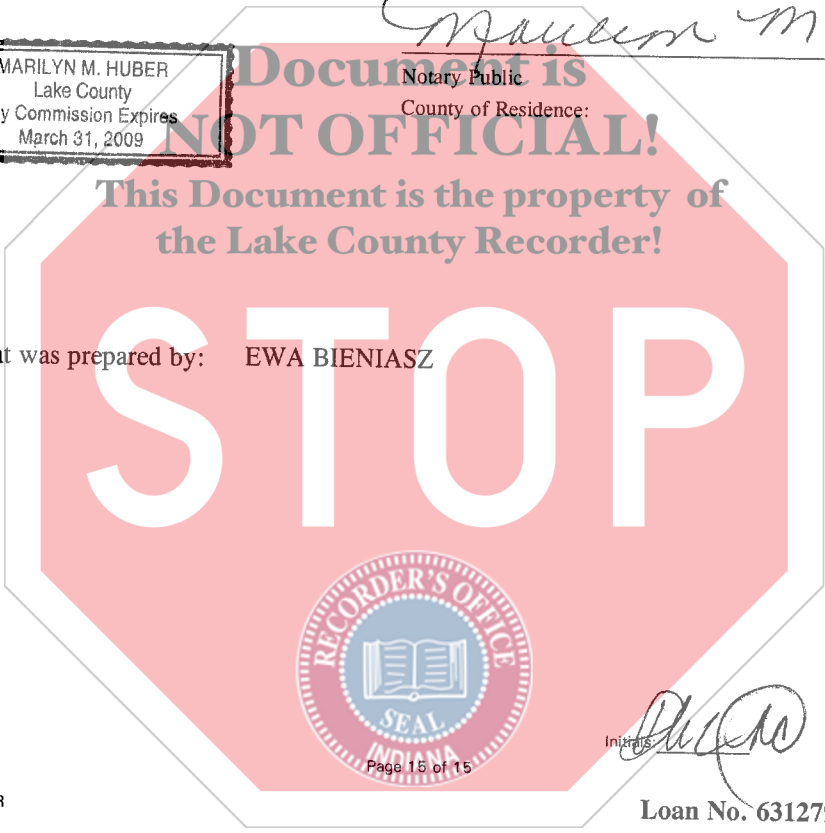 MARILYN M. HUBER
Lake County
y Commission Expires
March 31, 2009
Document is
NOT OFFICIAL!
This Document is the property of
the Lake County Recorder!
Notary Public
County of Residence:
t was prepared by: EWA BIENIASZ
STOP
RECORDER'S OFFICE
SEAL
INDIANA
Page 15 of 15
Initials:
R
Loan No. 63127